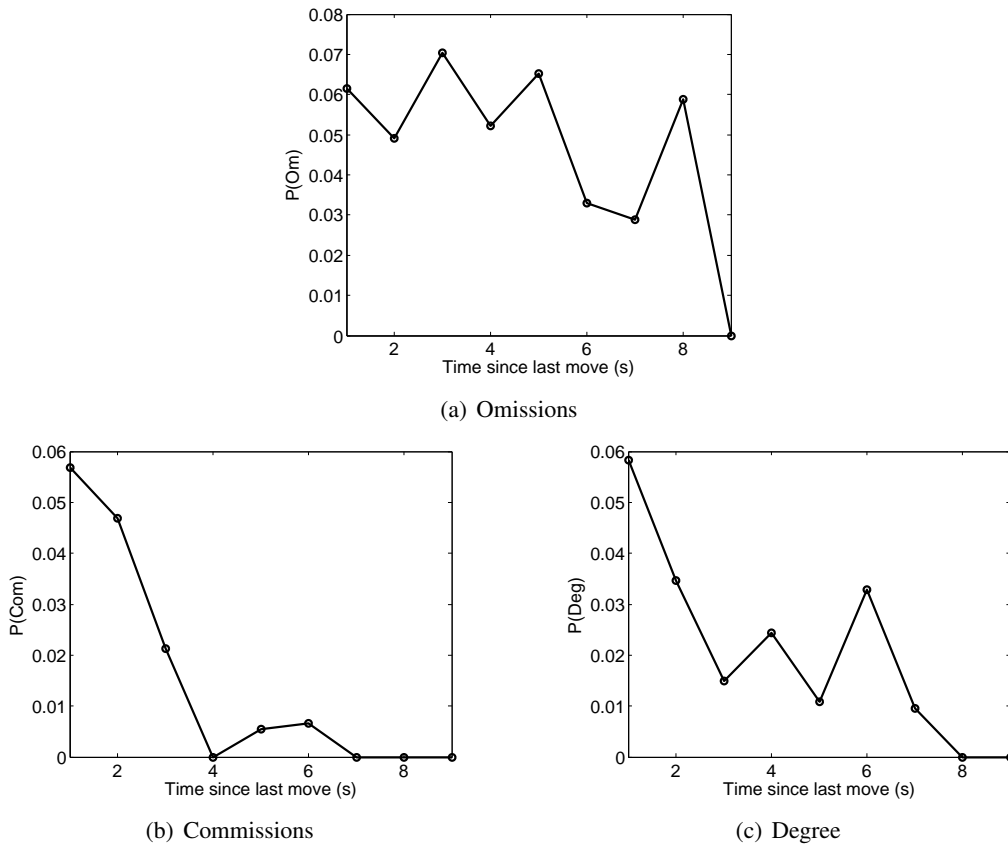 0.08
0.07
0.06
0.05
0.04
0.03
0.02
0.01
0
P(Om)
2 4 6 8
Time since last move (s)
(a) Omissions
0.06
0.05
0.04
0.03
0.02
0.01
0
P(Com)
2 4 6 8
Time since last move (s)
(b) Commissions
0.06
0.05
0.04
0.03
0.02
0.01
0
P(Deg)
2 4 6 8
Time since last move (s)
(c) Degree